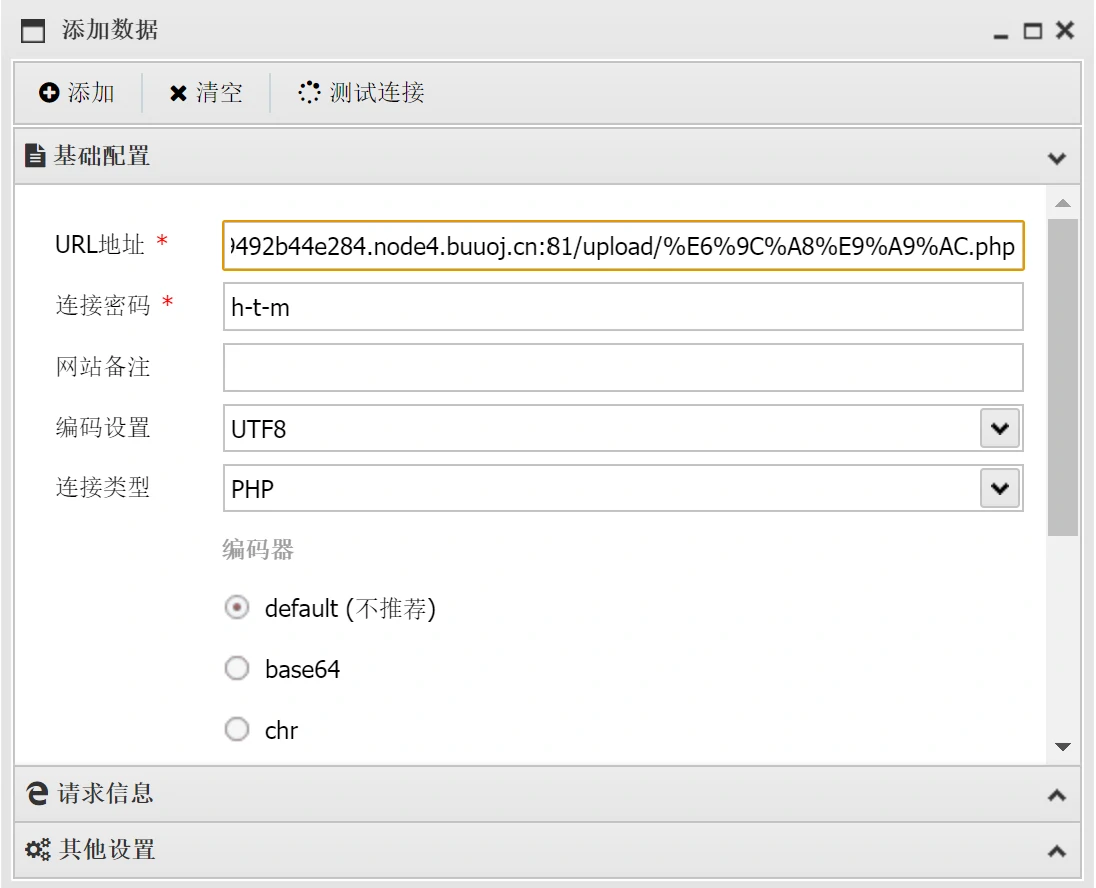 添加数据
添加 清空 测试连接
基础配置
URL地址 * 9492b44e284.node4.buuoj.cn:81/upload/%E6%9C%A8%E9%A9%AC.php
连接密码 * h-t-m
网站备注
编码设置 UTF8
连接类型 PHP
编码器
default (不推荐)
base64
chr
请求信息
其他设置